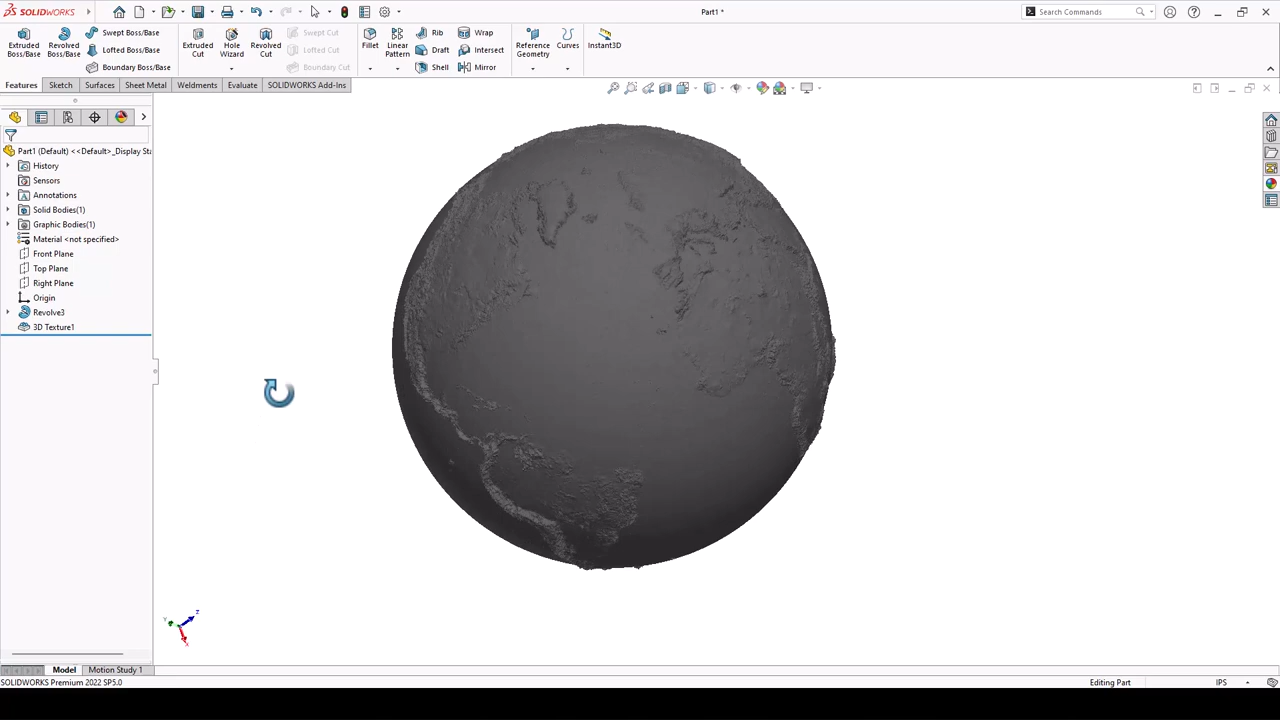 SOLIDWORKS
Part1 *
Search Commands
Extruded Boss/Base
Revolved Boss/Base
Swept Boss/Base
Lofted Boss/Base
Boundary Boss/Base
Extruded Cut
Hole Wizard
Revolved Cut
Swept Cut
Lofted Cut
Boundary Cut
Fillet
Linear Pattern
Rib
Draft
Shell
Wrap
Intersect
Mirror
Reference Geometry
Curves
Instant3D
Features
Sketch
Surfaces
Sheet Metal
Weldments
Evaluate
SOLIDWORKS Add-Ins
Part1 (Default) <<Default>_Display Sta
History
Sensors
Annotations
Solid Bodies(1)
Graphic Bodies(1)
Material <not specified>
Front Plane
Top Plane
Right Plane
Origin
Revolve3
3D Texture1
Y
Z
X
Model
Motion Study 1
SOLIDWORKS Premium 2022 SP5.0
Editing Part
IPS